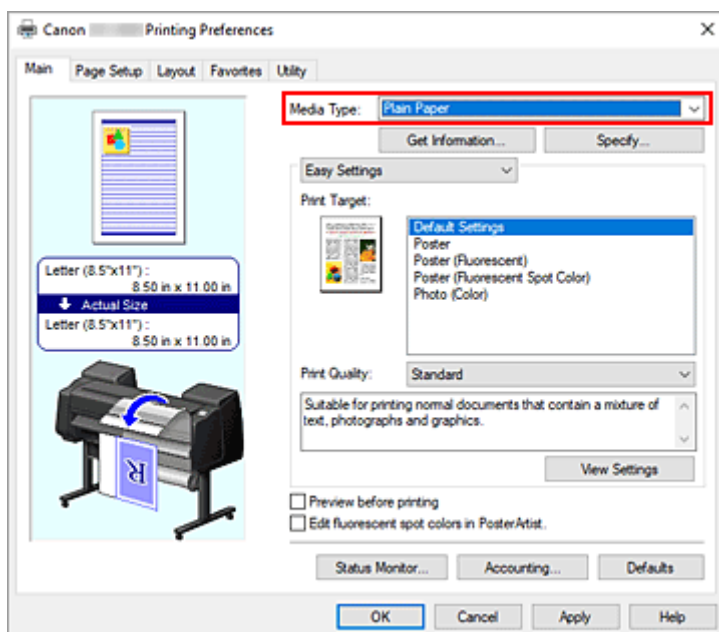 Canon Printing Preferences
Main Page Setup Layout Favorites Utility
Media Type: Plain Paper
Get Information... Specify...
Easy Settings
Print Target:
Default Settings
Poster
Poster (Fluorescent)
Poster (Fluorescent Spot Color)
Photo (Color)
Letter (8.5"x11") :
8.50 in x 11.00 in
Actual Size
Letter (8.5"x11") :
8.50 in x 11.00 in
Print Quality: Standard
Suitable for printing normal documents that contain a mixture of
text, photographs and graphics.
View Settings
R
Preview before printing
Edit fluorescent spot colors in PosterArtist.
Status Monitor... Accounting... Defaults
OK Cancel Apply Help